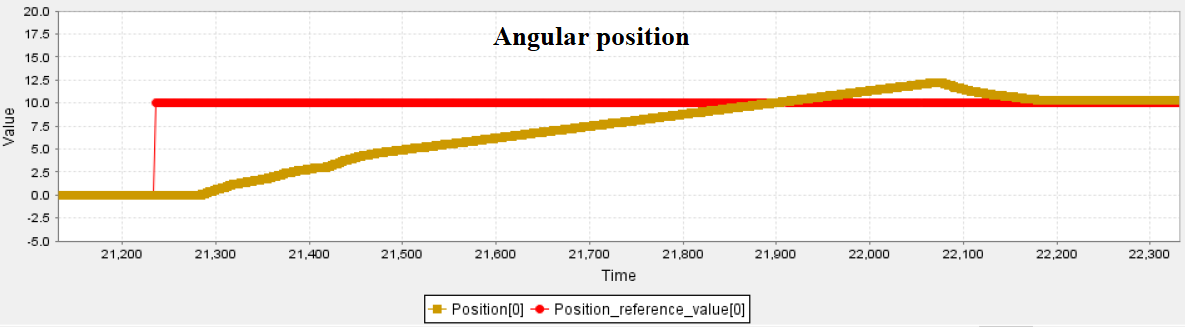 Angular position
20.0
17.5
15.0
12.5
10.0
7.5
5.0
2.5
0.0
-2.5
-5.0
Value
21,200 21,300 21,400 21,500 21,600 21,700 21,800 21,900 22,000 22,100 22,200 22,300
Time
Position[0] Position_reference_value[0]